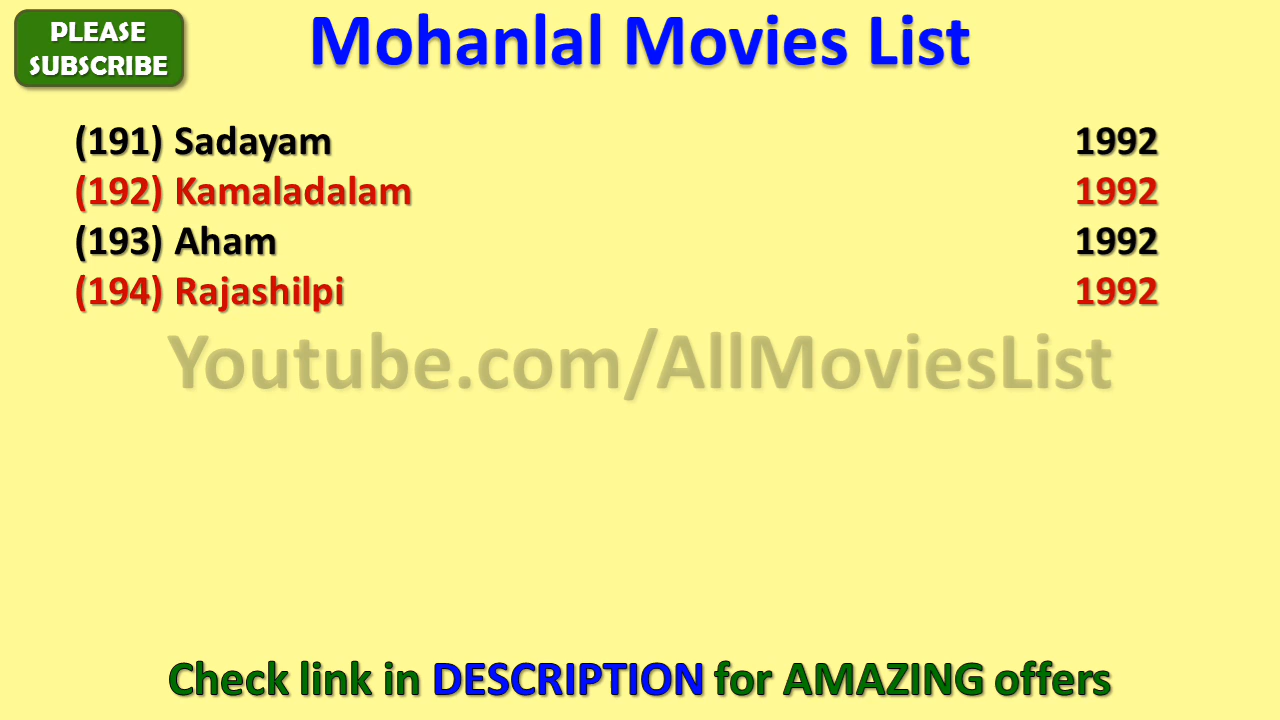 PLEASE
SUBSCRIBE
Mohanlal Movies List
(191) Sadayam 1992
(192) Kamaladalam 1992
(193) Aham 1992
(194) Rajashilpi 1992
Youtube.com/AllMoviesList
Check link in DESCRIPTION for AMAZING offers